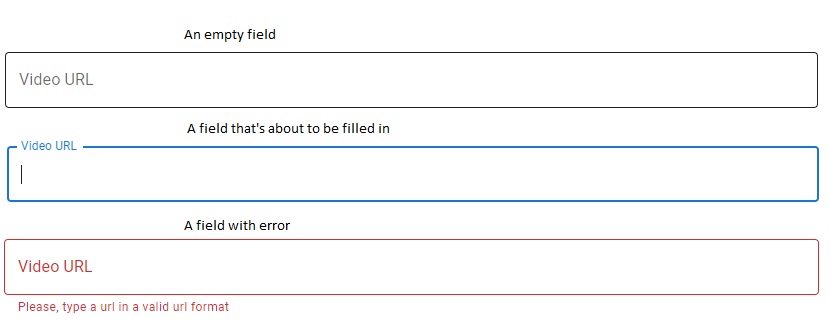 An empty field
Video URL
A field that's about to be filled in
Video URL
A field with error
Video URL
Please, type a url in a valid url format